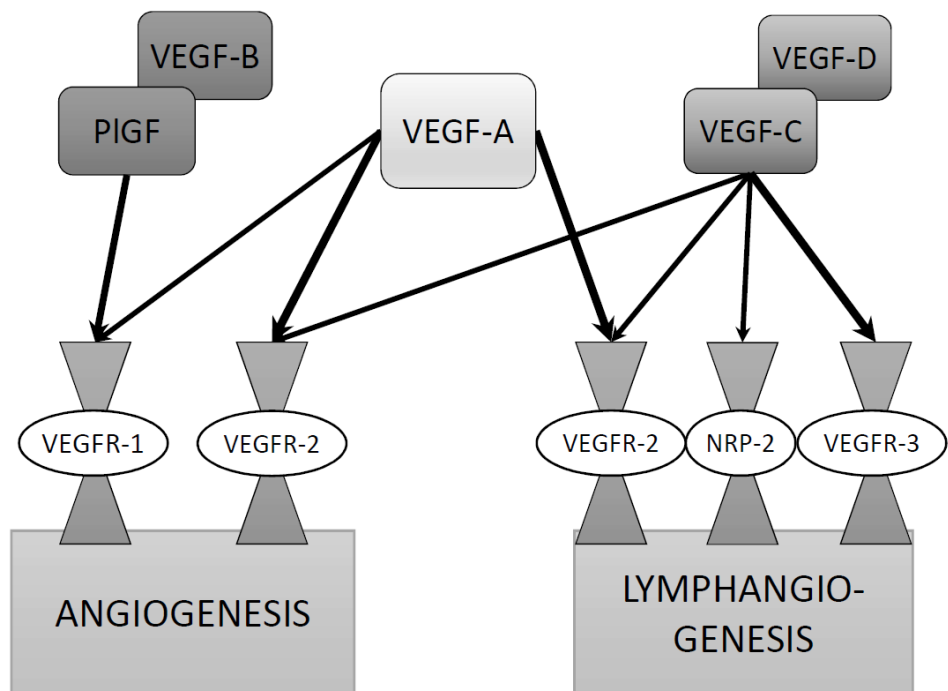 VEGF-B
PlGF
VEGF-A
VEGF-D
VEGF-C
VEGFR-1
VEGFR-2
VEGFR-2
NRP-2
VEGFR-3
ANGIOGENESIS
LYMPHANGIO-
GENESIS